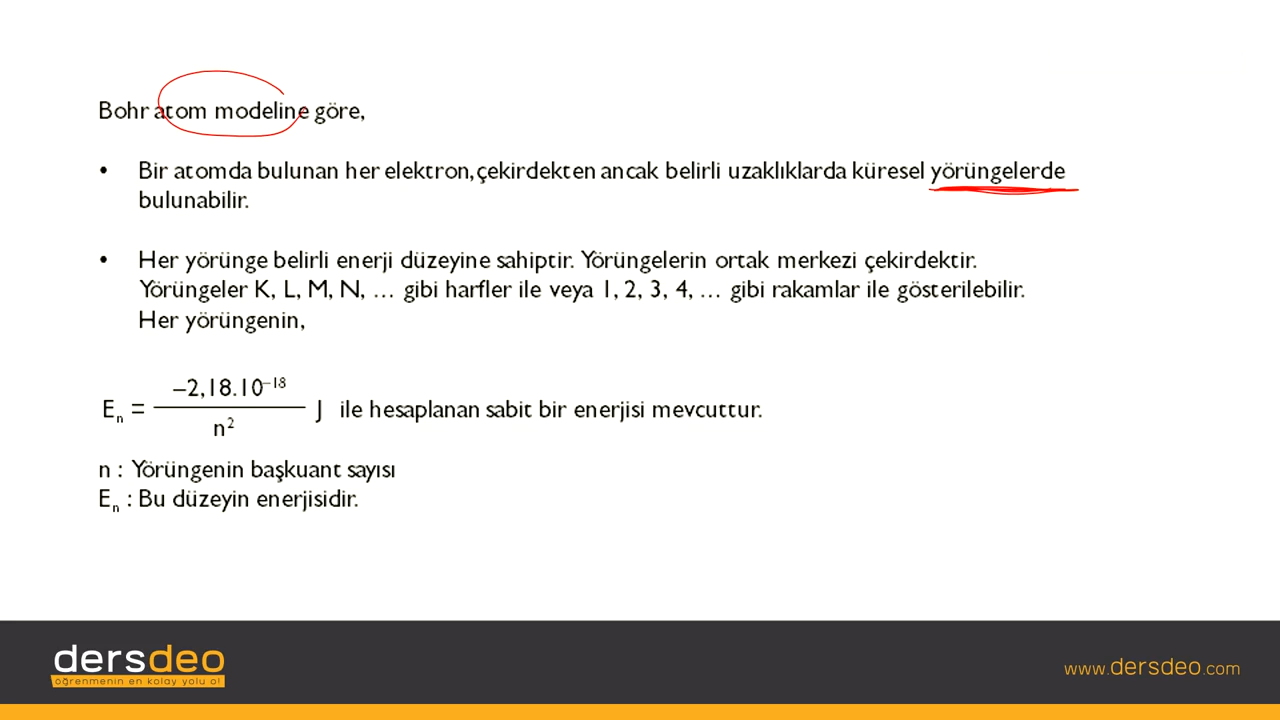 Bohr atom modeline göre,
• Bir atomda bulunan her elektron, çekirdekten ancak belirli uzaklıklarda küresel yörüngelerde
bulunabilir.
• Her yörünge belirli enerji düzeyine sahiptir. Yörüngelerin ortak merkezi çekirdektir.
Yörüngeler K, L, M, N, … gibi harfler ile veya 1, 2, 3, 4, … gibi rakamlar ile gösterilebilir.
Her yörüngenin,
Eₙ = –2,18.10⁻¹⁸ / n² J ile hesaplanan sabit bir enerjisi mevcuttur.
n : Yörüngenin başkuant sayısı
Eₙ : Bu düzeyin enerjisidir.
dersdeo
öğrenmenin en kolay yolu o!
www.dersdeo.com